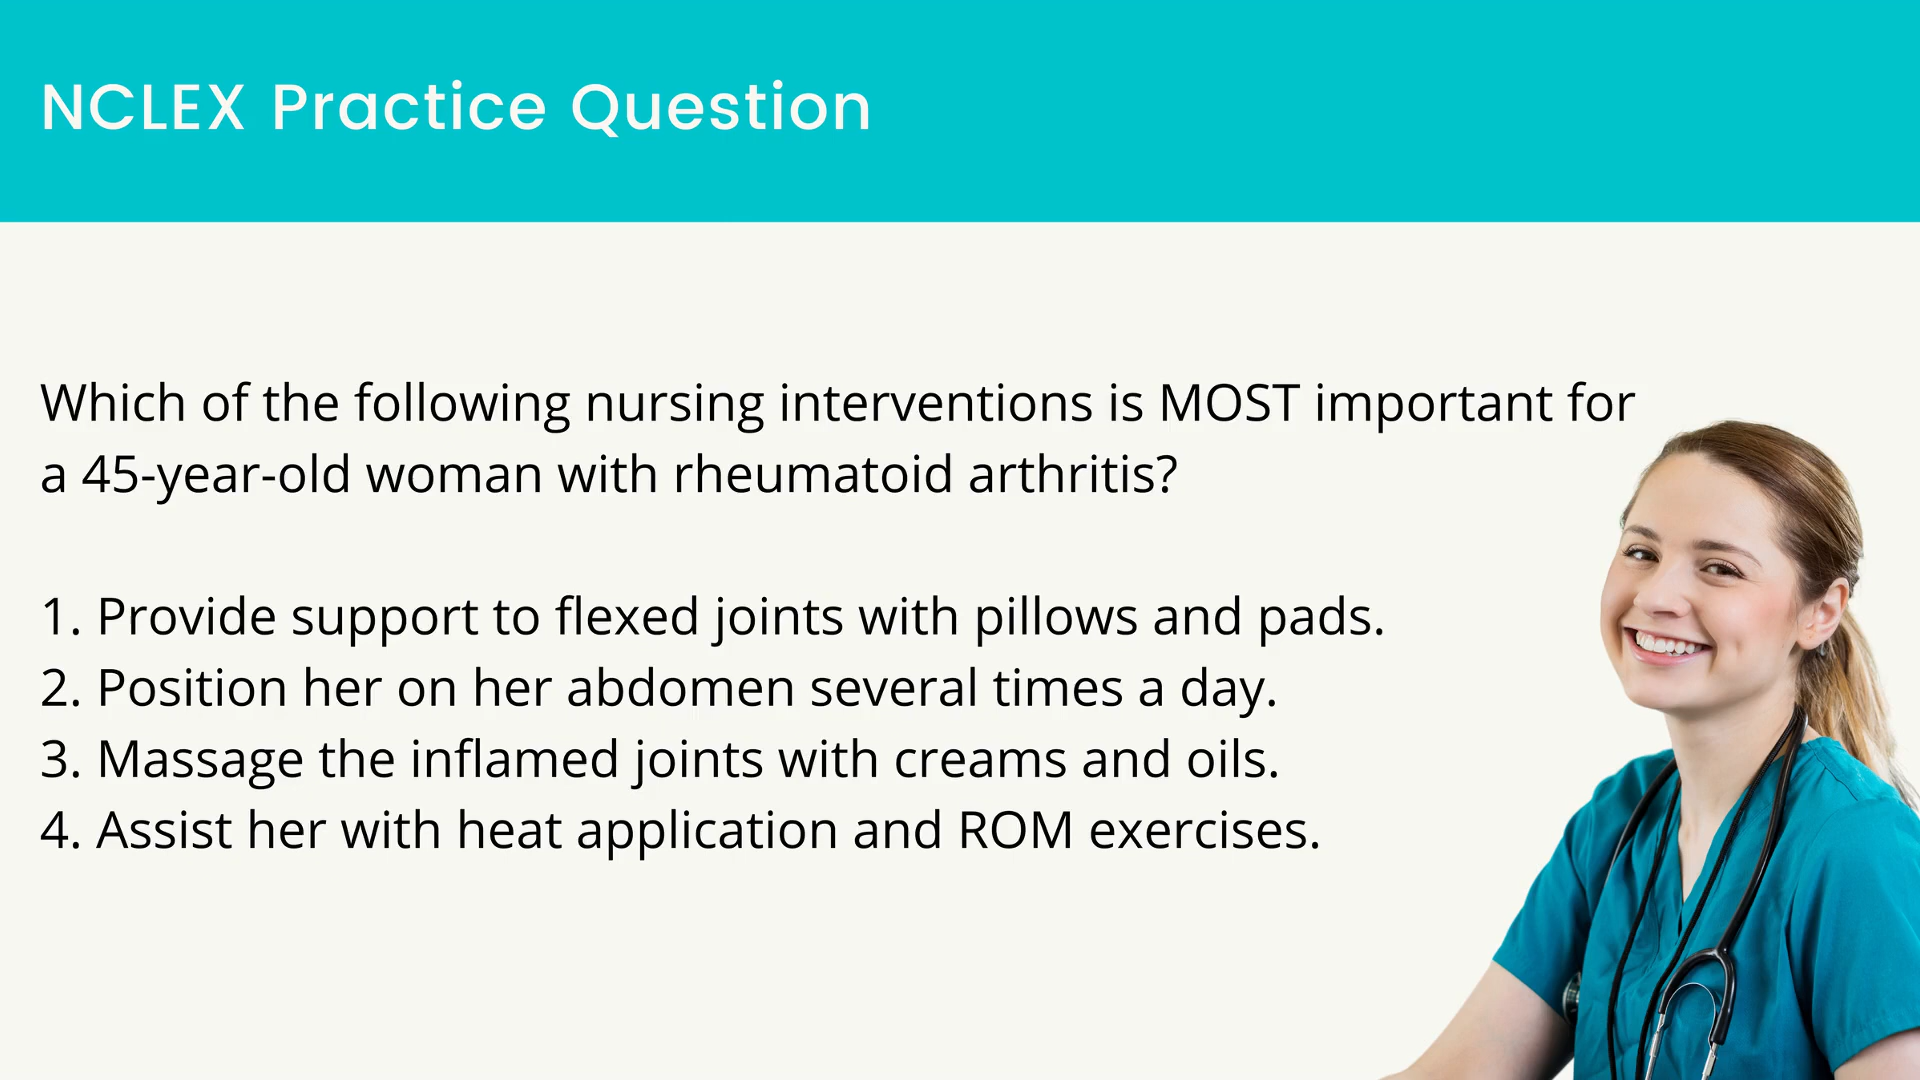 NCLEX Practice Question
Which of the following nursing interventions is MOST important for
a 45-year-old woman with rheumatoid arthritis?
1. Provide support to flexed joints with pillows and pads.
2. Position her on her abdomen several times a day.
3. Massage the inflamed joints with creams and oils.
4. Assist her with heat application and ROM exercises.